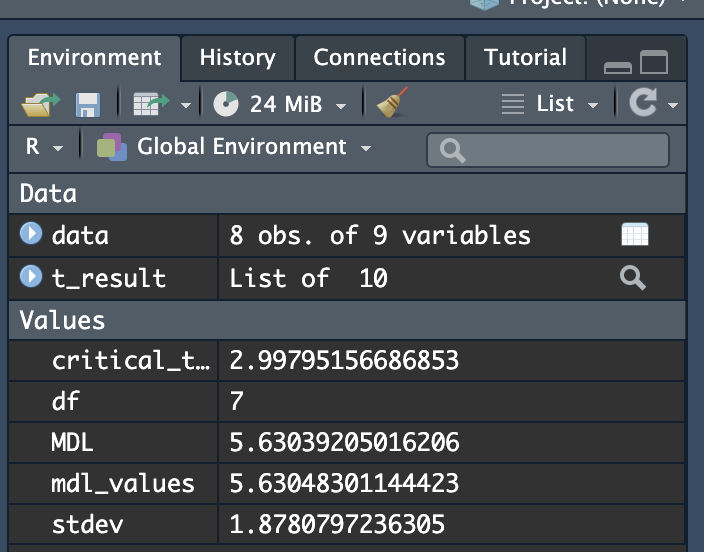 Project: (None)
Environment History Connections Tutorial
24 MiB List
R Global Environment
Data
data 8 obs. of 9 variables
t_result List of 10
Values
critical_t… 2.99795156686853
df 7
MDL 5.63039205016206
mdl_values 5.63048301144423
stdev 1.8780797236305